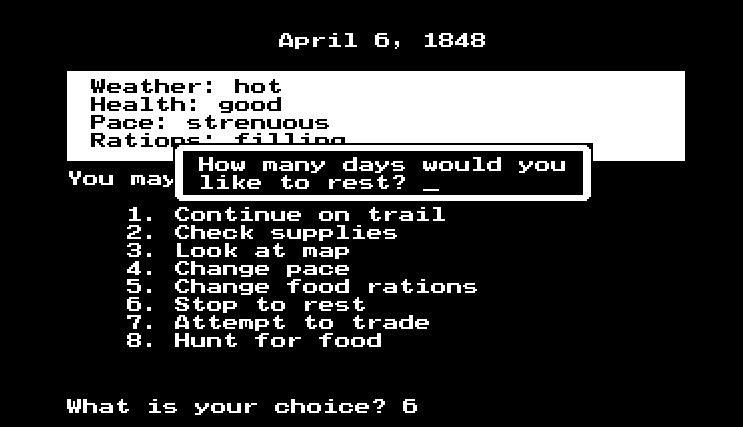 April 6, 1848
Weather: hot
Health: good
Pace: strenuous
Rations: filling
How many days would you
like to rest? _
You may
1. Continue on trail
2. Check supplies
3. Look at map
4. Change pace
5. Change food rations
6. Stop to rest
7. Attempt to trade
8. Hunt for food
What is your choice? 6